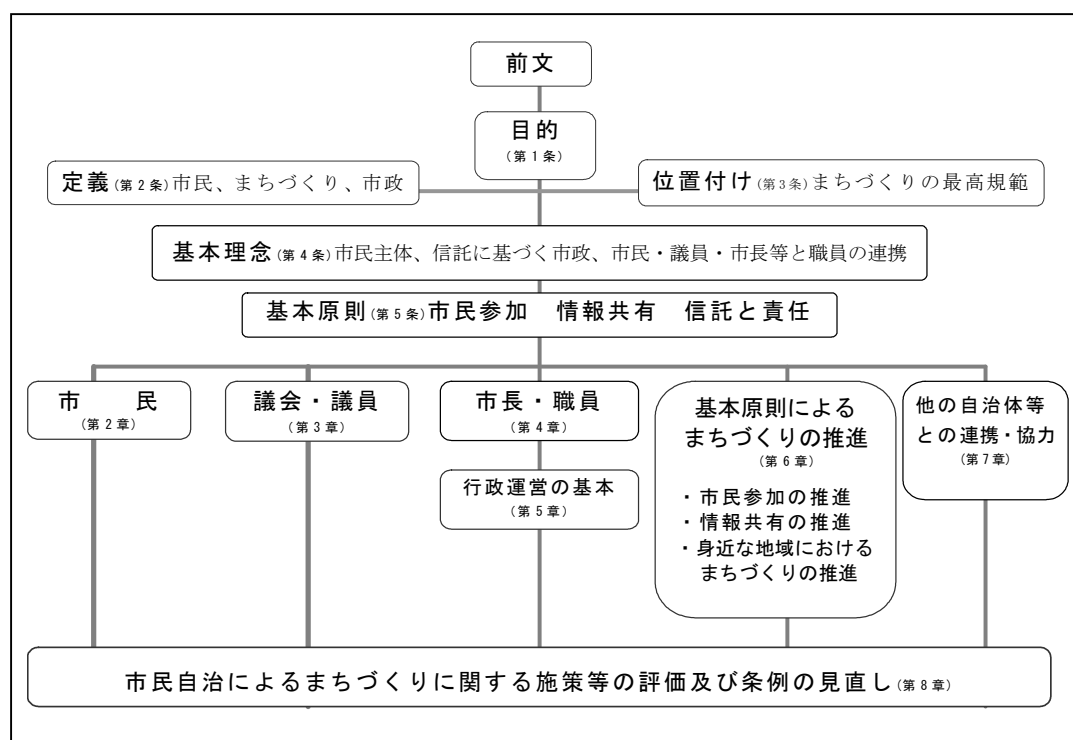 前文
目的
(第1条)
定義(第2条)市民、まちづくり、市政
位置付け(第3条)まちづくりの最高規範
基本理念(第4条)市民主体、信託に基づく市政、市民・議員・市長等と職員の連携
基本原則(第5条)市民参加　情報共有　信託と責任
市　　民
(第2章)
議会・議員
(第3章)
市長・職員
(第4章)
行政運営の基本
(第5章)
基本原則による
まちづくりの推進
(第6章)
・市民参加の推進
・情報共有の推進
・身近な地域における
まちづくりの推進
他の自治体等
との連携・協力
(第7章)
市民自治によるまちづくりに関する施策等の評価及び条例の見直し(第8章)